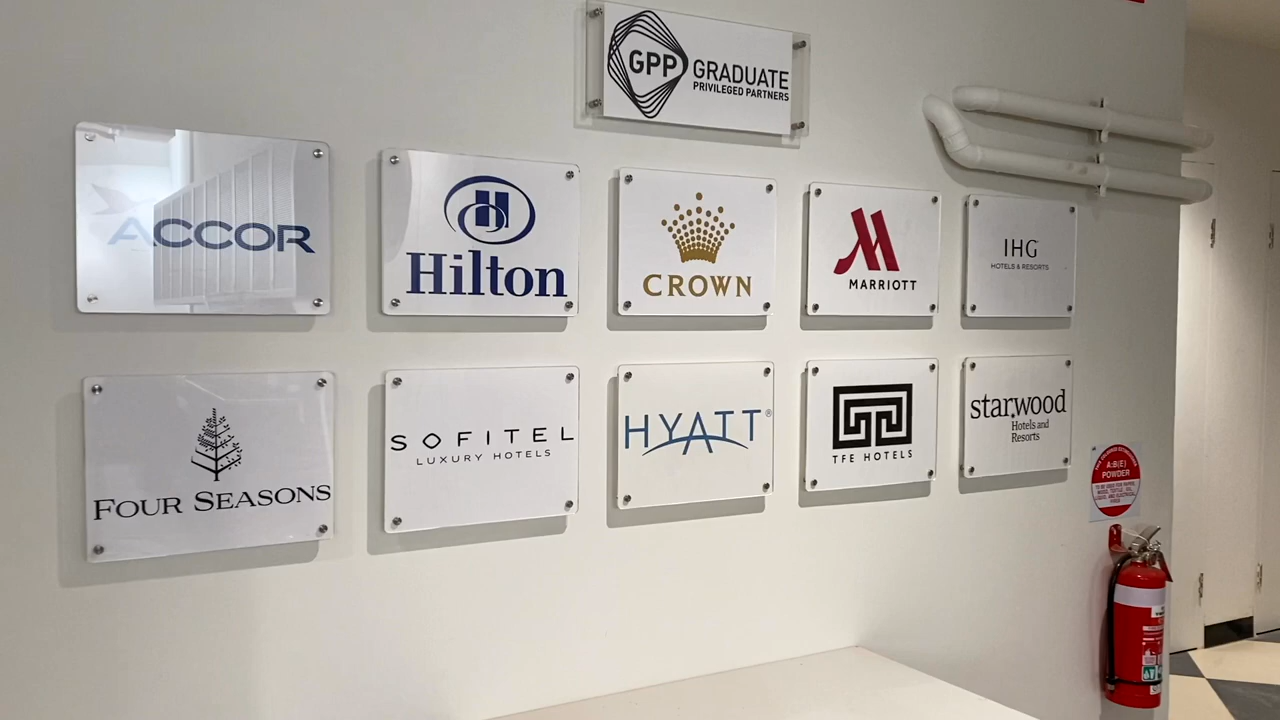 GPP GRADUATE
PRIVILEGED PARTNERS
ACCOR
Hilton
CROWN
MARRIOTT
IHG
HOTELS & RESORTS
FOUR SEASONS
SOFITEL
LUXURY HOTELS
HYATT®
TFE HOTELS
starwood
Hotels and
Resorts
A:B(E)
POWDER